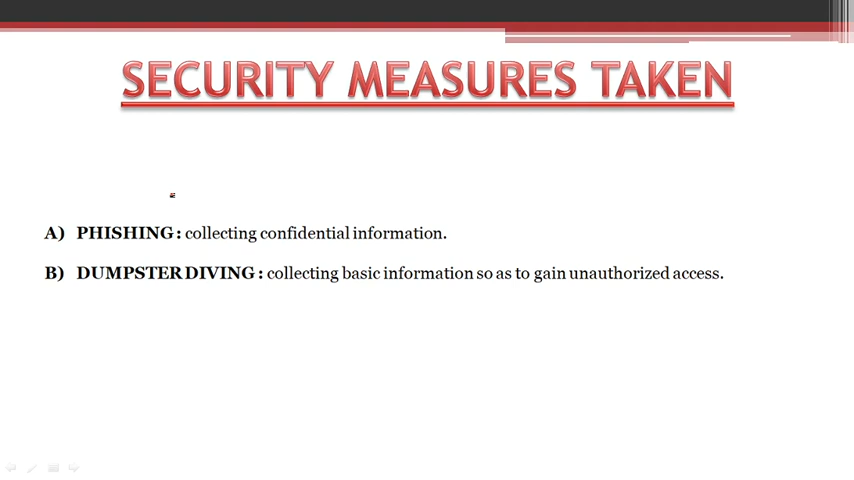 SECURITY MEASURES TAKEN
A) PHISHING : collecting confidential information.
B) DUMPSTER DIVING : collecting basic information so as to gain unauthorized access.